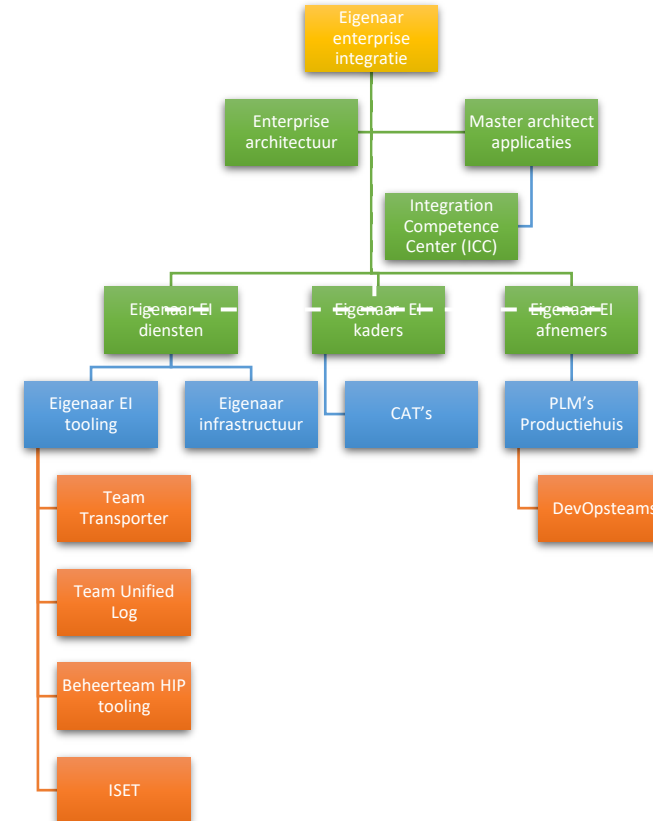 Eigenaar
enterprise
integratie
Enterprise
architectuur
Master architect
applicaties
Integration
Competence
Center (ICC)
Eigenaar EI
diensten
Eigenaar EI
kaders
Eigenaar EI
afnemers
Eigenaar EI
tooling
Eigenaar
infrastructuur
CAT's
PLM's
Productiehuis
Team
Transporter
DevOpsteams
Team Unified
Log
Beheerteam HIP
tooling
ISET